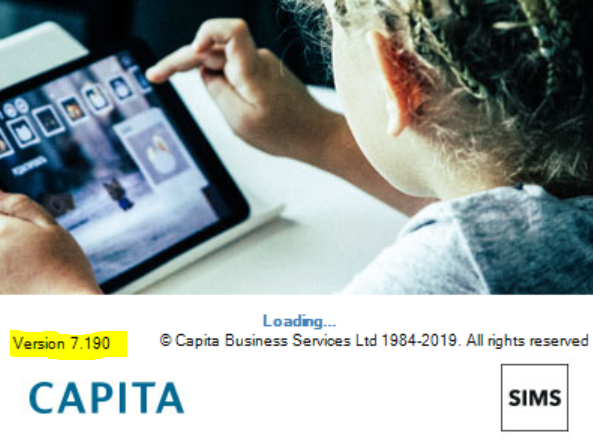 Loading...
Version 7.190
© Capita Business Services Ltd 1984-2019. All rights reserved
CAPITA
SIMS